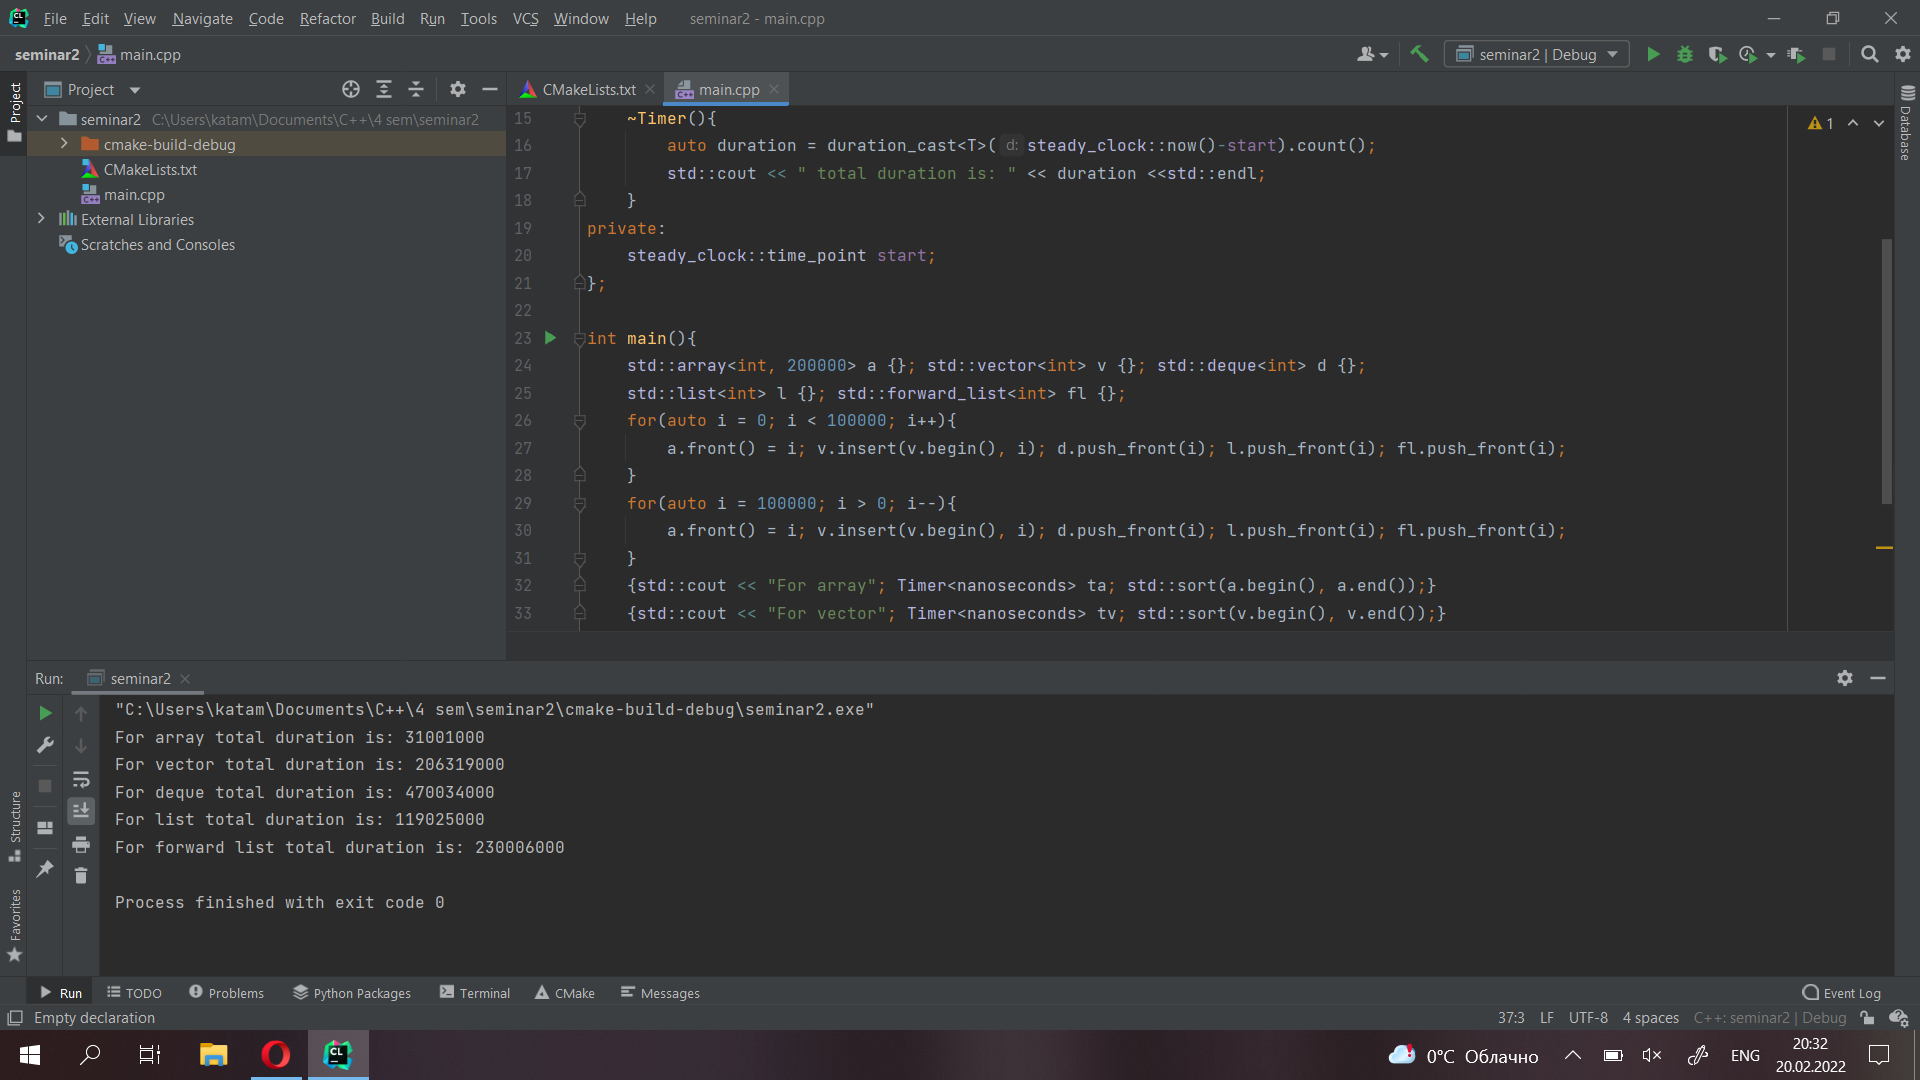 File Edit View Navigate Code Refactor Build Run Tools VCS Window Help seminar2 - main.cpp
seminar2 main.cpp seminar2 | Debug
Project
Project
CMakeLists.txt main.cpp
seminar2 C:\Users\katam\Documents\C++\4 sem\seminar2
cmake-build-debug
CMakeLists.txt
main.cpp
External Libraries
Scratches and Consoles
1
Database
15 ~Timer(){
16 auto duration = duration_cast<T>( d: steady_clock::now()-start).count();
17 std::cout << " total duration is: " << duration <<std::endl;
18 }
19 private:
20 steady_clock::time_point start;
21 };
22
23 int main(){
24 std::array<int, 200000> a {}; std::vector<int> v {}; std::deque<int> d {};
25 std::list<int> l {}; std::forward_list<int> fl {};
26 for(auto i = 0; i < 100000; i++){
27 a.front() = i; v.insert(v.begin(), i); d.push_front(i); l.push_front(i); fl.push_front(i);
28 }
29 for(auto i = 100000; i > 0; i--){
30 a.front() = i; v.insert(v.begin(), i); d.push_front(i); l.push_front(i); fl.push_front(i);
31 }
32 {std::cout << "For array"; Timer<nanoseconds> ta; std::sort(a.begin(), a.end());}
33 {std::cout << "For vector"; Timer<nanoseconds> tv; std::sort(v.begin(), v.end());}
Run: seminar2
"C:\Users\katam\Documents\C++\4 sem\seminar2\cmake-build-debug\seminar2.exe"
For array total duration is: 31001000
For vector total duration is: 206319000
For deque total duration is: 470034000
For list total duration is: 119025000
For forward list total duration is: 230006000
Process finished with exit code 0
Structure
Favorites
Run TODO Problems Python Packages Terminal CMake Messages Event Log
Empty declaration 37:3 LF UTF-8 4 spaces C++: seminar2 | Debug
0°C Облачно ENG 20:32
20.02.2022